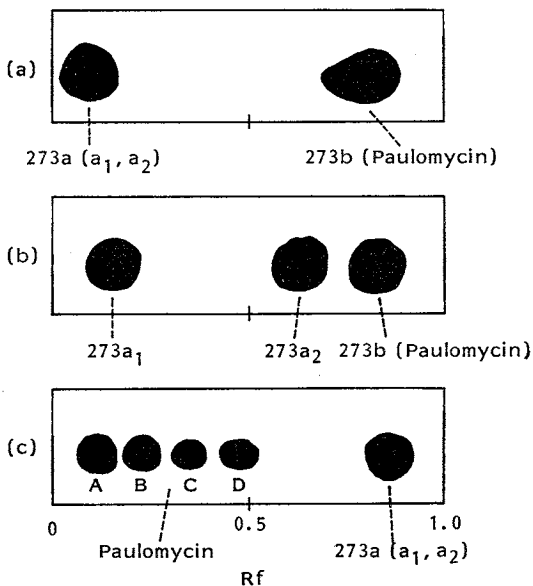 (a)
273a (a₁, a₂) 273b (Paulomycin)
(b)
273a₁ 273a₂ 273b (Paulomycin)
(c)
A B C D
0 0.5 1.0
Paulomycin 273a (a₁, a₂)
Rf